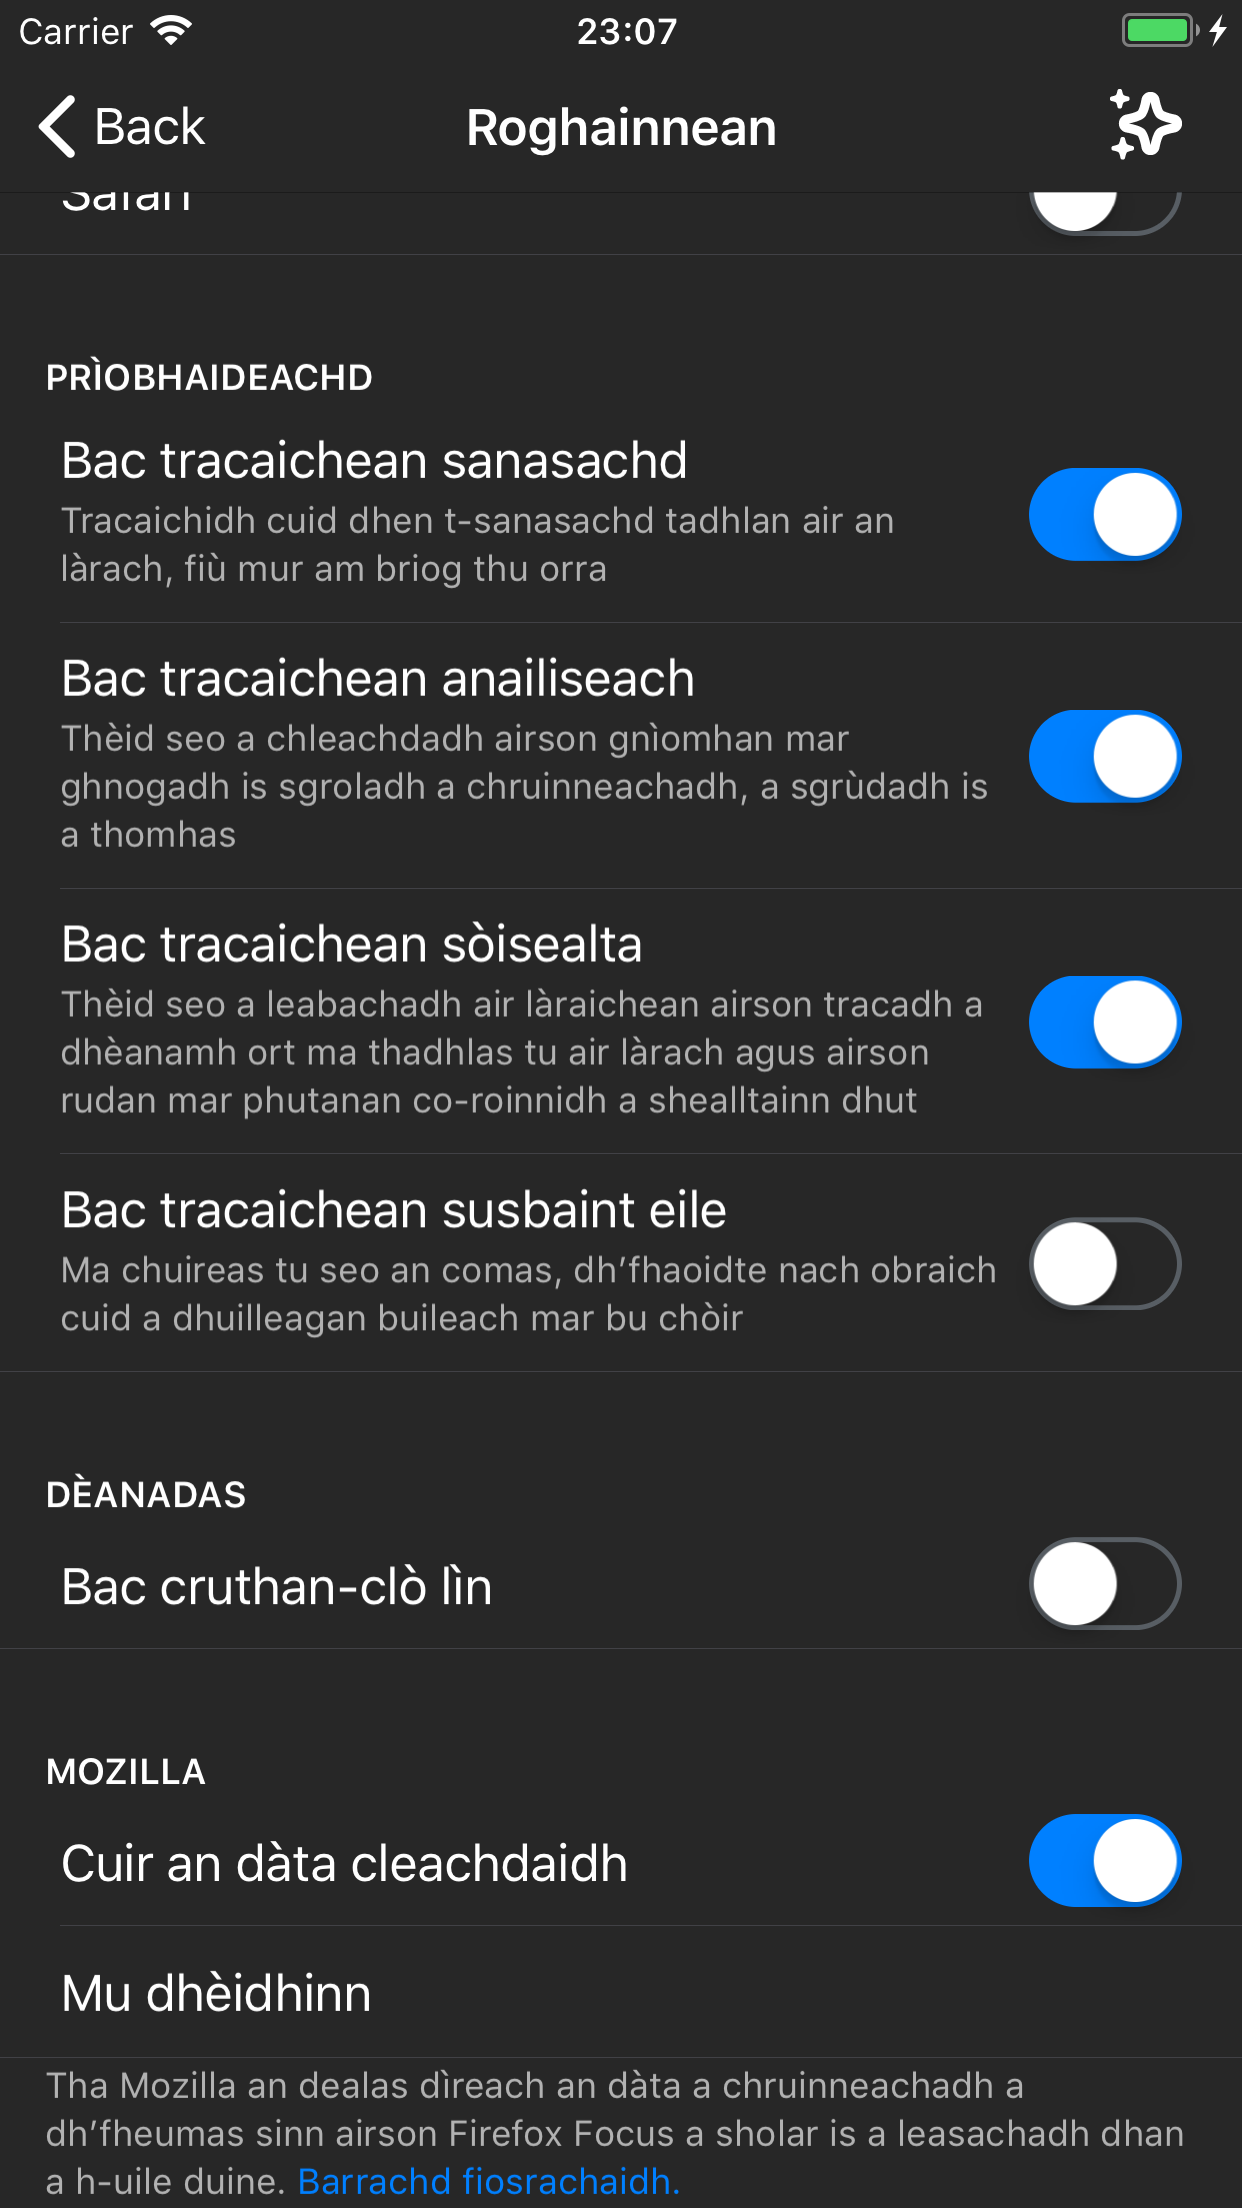 Carrier 23:07
Back Roghainnean
Safari
PRÌOBHAIDEACHD
Bac tracaichean sanasachd
Tracaichidh cuid dhen t-sanasachd tadhlan air an
làrach, fiù mur am briog thu orra
Bac tracaichean anailiseach
Thèid seo a chleachdadh airson gnìomhan mar
ghnogadh is sgroladh a chruinneachadh, a sgrùdadh is
a thomhas
Bac tracaichean sòisealta
Thèid seo a leabachadh air làraichean airson tracadh a
dhèanamh ort ma thadhlas tu air làrach agus airson
rudan mar phutanan co-roinnidh a shealltainn dhut
Bac tracaichean susbaint eile
Ma chuireas tu seo an comas, dh’fhaoidte nach obraich
cuid a dhuilleagan buileach mar bu chòir
DÈANADAS
Bac cruthan-clò lìn
MOZILLA
Cuir an dàta cleachdaidh
Mu dhèidhinn
Tha Mozilla an dealas dìreach an dàta a chruinneachadh a
dh’fheumas sinn airson Firefox Focus a sholar is a leasachadh dhan
a h-uile duine. Barrachd fiosrachaidh.